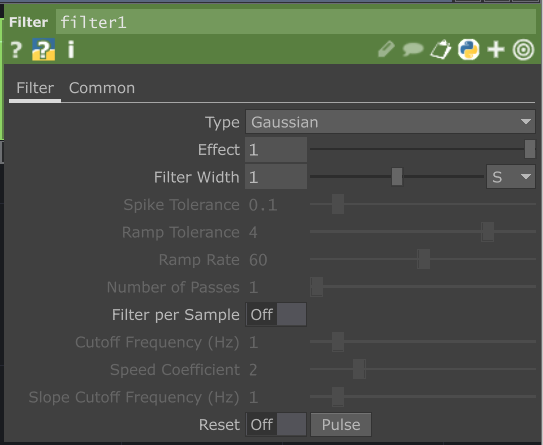 Filter filter1
? ? i
Filter Common
Type Gaussian
Effect 1
Filter Width 1 S
Spike Tolerance 0.1
Ramp Tolerance 4
Ramp Rate 60
Number of Passes 1
Filter per Sample Off
Cutoff Frequency (Hz) 1
Speed Coefficient 2
Slope Cutoff Frequency (Hz) 1
Reset Off Pulse